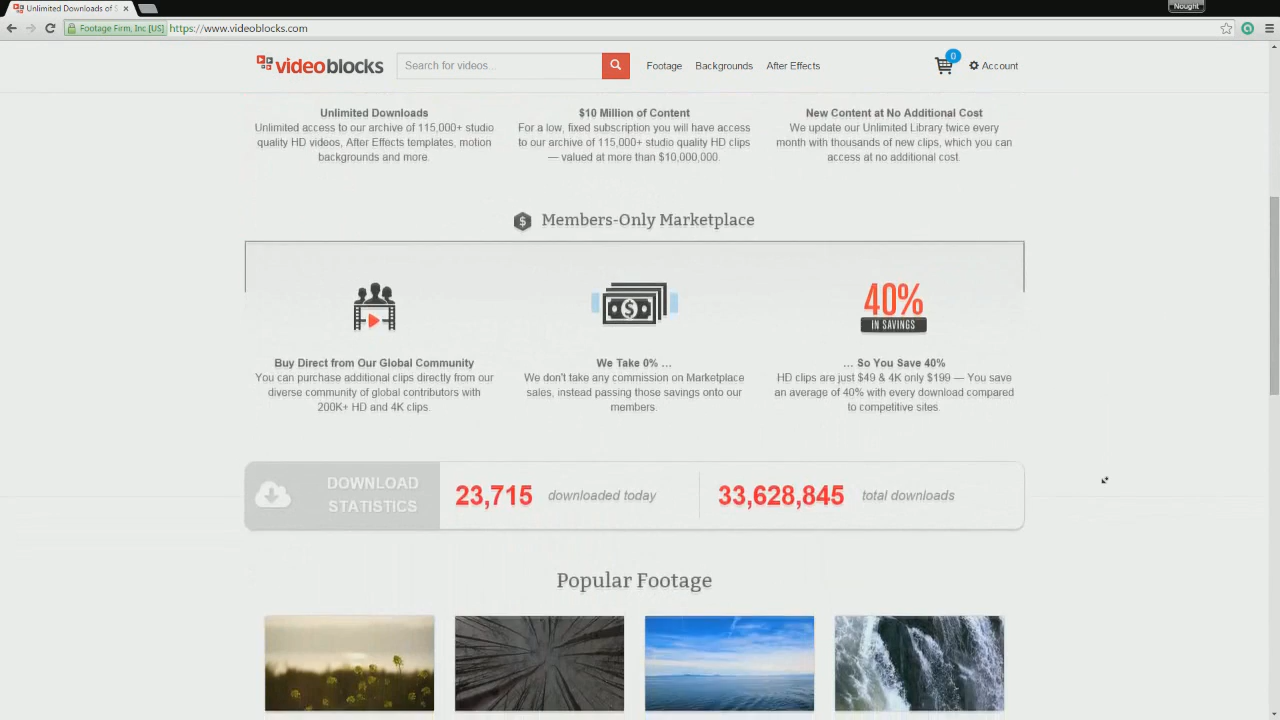 Unlimited Downloads of S
Nought
Footage Firm, Inc [US] https://www.videoblocks.com
videoblocks
Search for videos...
Footage Backgrounds After Effects
0
Account
Unlimited Downloads
Unlimited access to our archive of 115,000+ studio
quality HD videos, After Effects templates, motion
backgrounds and more.
$10 Million of Content
For a low, fixed subscription you will have access
to our archive of 115,000+ studio quality HD clips
— valued at more than $10,000,000.
New Content at No Additional Cost
We update our Unlimited Library twice every
month with thousands of new clips, which you can
access at no additional cost.
$ Members-Only Marketplace
Buy Direct from Our Global Community
You can purchase additional clips directly from our
diverse community of global contributors with
200K+ HD and 4K clips.
$
We Take 0% ...
We don't take any commission on Marketplace
sales, instead passing those savings onto our
members.
40%
IN SAVINGS
... So You Save 40%
HD clips are just $49 & 4K only $199 — You save
an average of 40% with every download compared
to competitive sites.
DOWNLOAD
STATISTICS
23,715 downloaded today
33,628,845 total downloads
Popular Footage